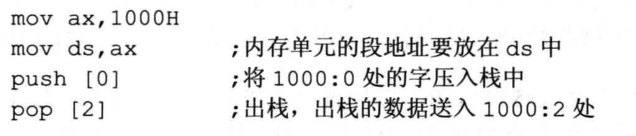 mov ax,1000H
mov ds,ax ;内存单元的段地址要放在 ds 中
push [0] ;将 1000:0 处的字压入栈中
pop [2] ;出栈，出栈的数据送入 1000:2 处